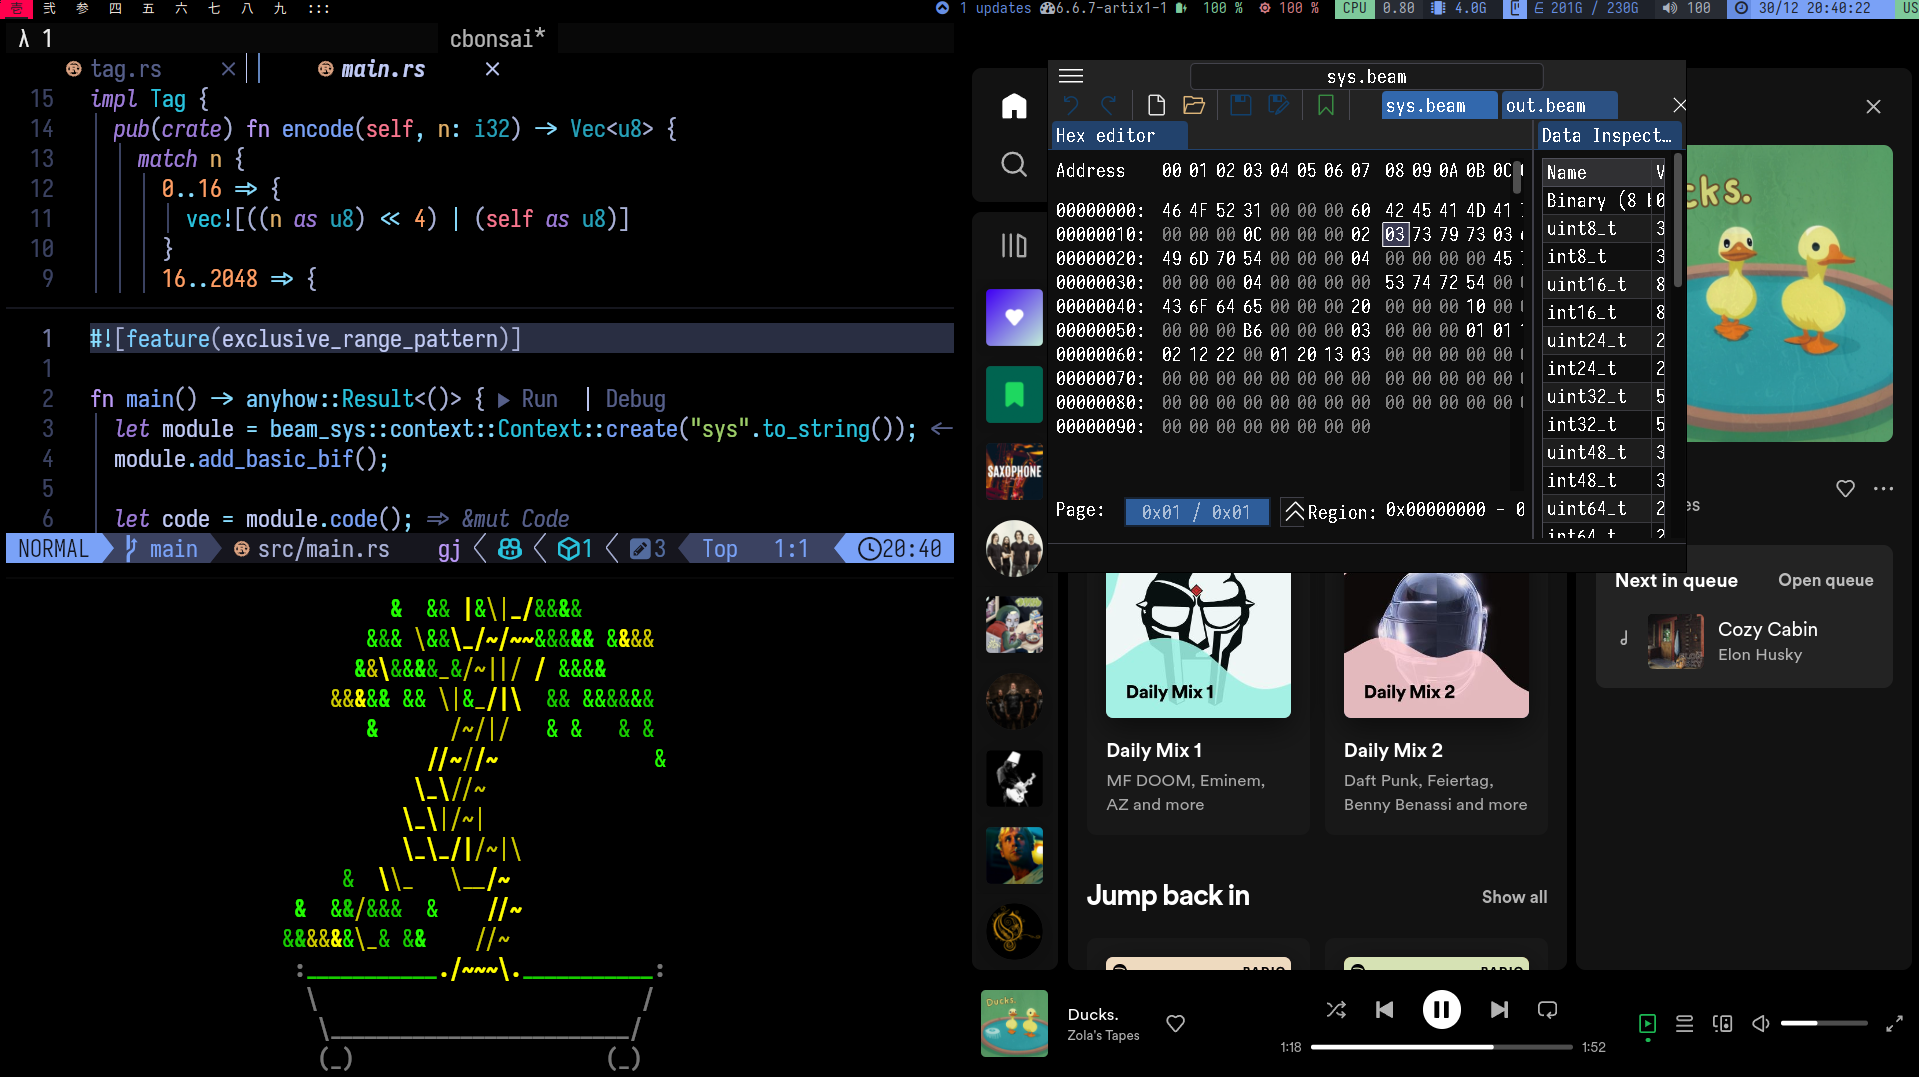 壱 弐 参 四 五 六 七 八 九 :::
1 updates 6.6.7-artix1-1 100 % 100 % CPU 0.80 4.0G 201G / 230G 100 30/12 20:40:22 US
λ 1
cbonsai*
tag.rs × main.rs ×
15 impl Tag {
14 pub(crate) fn encode(self, n: i32) → Vec<u8> {
13 match n {
12 0..16 ⇒ {
11 vec![((n as u8) ≪ 4) | (self as u8)]
10 }
9 16..2048 ⇒ {
1 #![feature(exclusive_range_pattern)]
1
2 fn main() → anyhow::Result<()> { ▶ Run | Debug
3 let module = beam_sys::context::Context::create("sys".to_string()); ←
4 module.add_basic_bif();
5
6 let code = module.code(); ⇒ &mut Code
NORMAL main src/main.rs gj 1 3 Top 1:1 20:40
sys.beam
sys.beam out.beam
Hex editor
Address 00 01 02 03 04 05 06 07 08 09 0A 0B 0C
00000000: 46 4F 52 31 00 00 00 60 42 45 41 4D 41
00000010: 00 00 00 0C 00 00 00 02 03 73 79 73 03
00000020: 49 6D 70 54 00 00 00 04 00 00 00 00 45
00000030: 00 00 00 04 00 00 00 00 53 74 72 54 00
00000040: 43 6F 64 65 00 00 00 20 00 00 00 10 00
00000050: 00 00 00 B6 00 00 00 03 00 00 00 01 01
00000060: 02 12 22 00 01 20 13 03 00 00 00 00 00
00000070: 00 00 00 00 00 00 00 00 00 00 00 00 00
00000080: 00 00 00 00 00 00 00 00 00 00 00 00 00
00000090: 00 00 00 00 00 00 00 00
Page: 0x01 / 0x01 Region: 0x00000000 - 0
Data Inspect…
Name V
Binary (8 b 0
uint8_t 3
int8_t 3
uint16_t 8
int16_t 8
uint24_t 2
int24_t 2
uint32_t 5
int32_t 5
uint48_t 3
int48_t 3
uint64_t 2
int64_t 2
cks.
es
SAXOPHONE
Next in queue Open queue
Cozy Cabin
Elon Husky
Daily Mix 1
Daily Mix 1
MF DOOM, Eminem,
AZ and more
Daily Mix 2
Daily Mix 2
Daft Punk, Feiertag,
Benny Benassi and more
Jump back in Show all
RADIO RADIO
Ducks.
Ducks.
Zola's Tapes
1:18 1:52